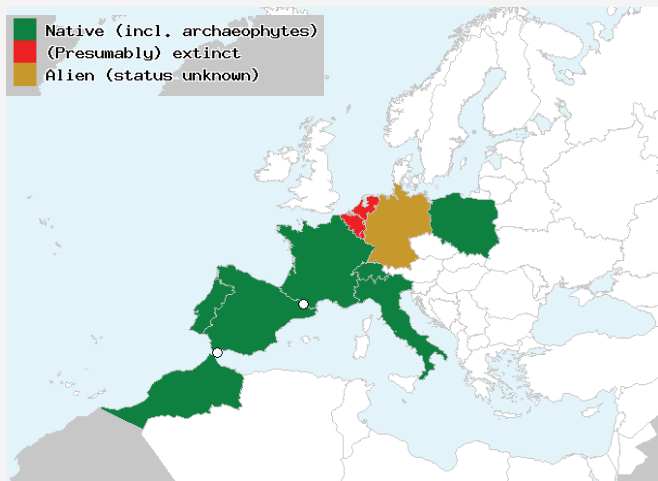 Native (incl. archaeophytes)
(Presumably) extinct
Alien (status unknown)